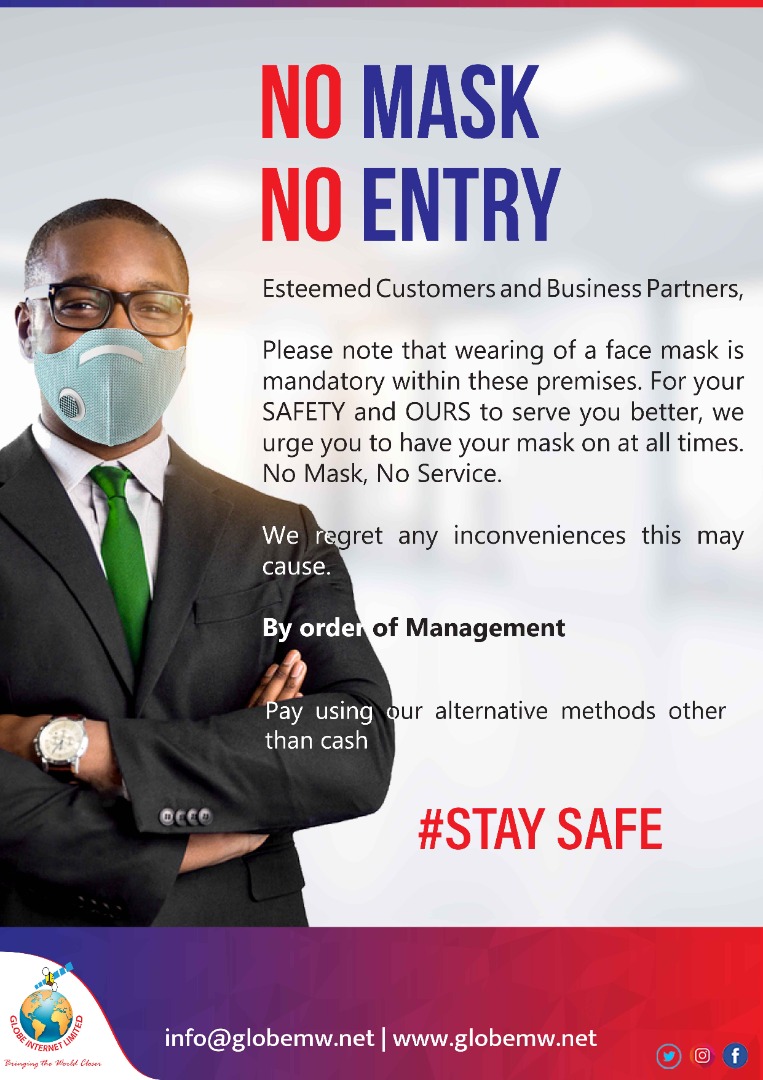 NO MASK
NO ENTRY
Esteemed Customers and Business Partners,
Please note that wearing of a face mask is
mandatory within these premises. For your
SAFETY and OURS to serve you better, we
urge you to have your mask on at all times.
No Mask, No Service.
We regret any inconveniences this may
cause.
By order of Management
Pay using our alternative methods other
than cash
#STAY SAFE
GLOBE INTERNET LIMITED
Bringing the World Closer
info@globemw.net | www.globemw.net